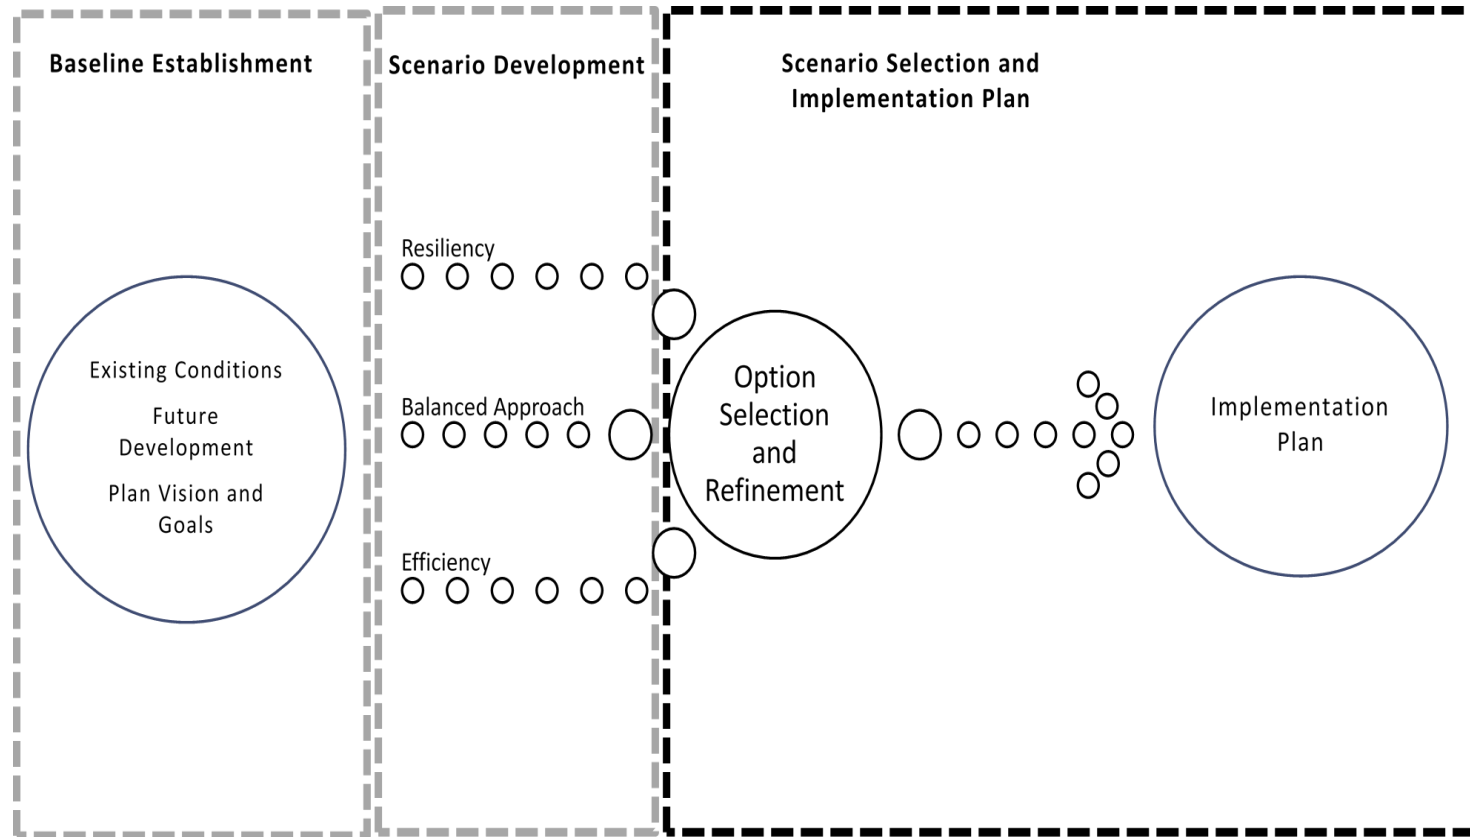 Baseline Establishment
Existing Conditions
Future
Development
Plan Vision and
Goals
Scenario Development
Resiliency
Balanced Approach
Efficiency
Scenario Selection and
Implementation Plan
Option
Selection
and
Refinement
Implementation
Plan